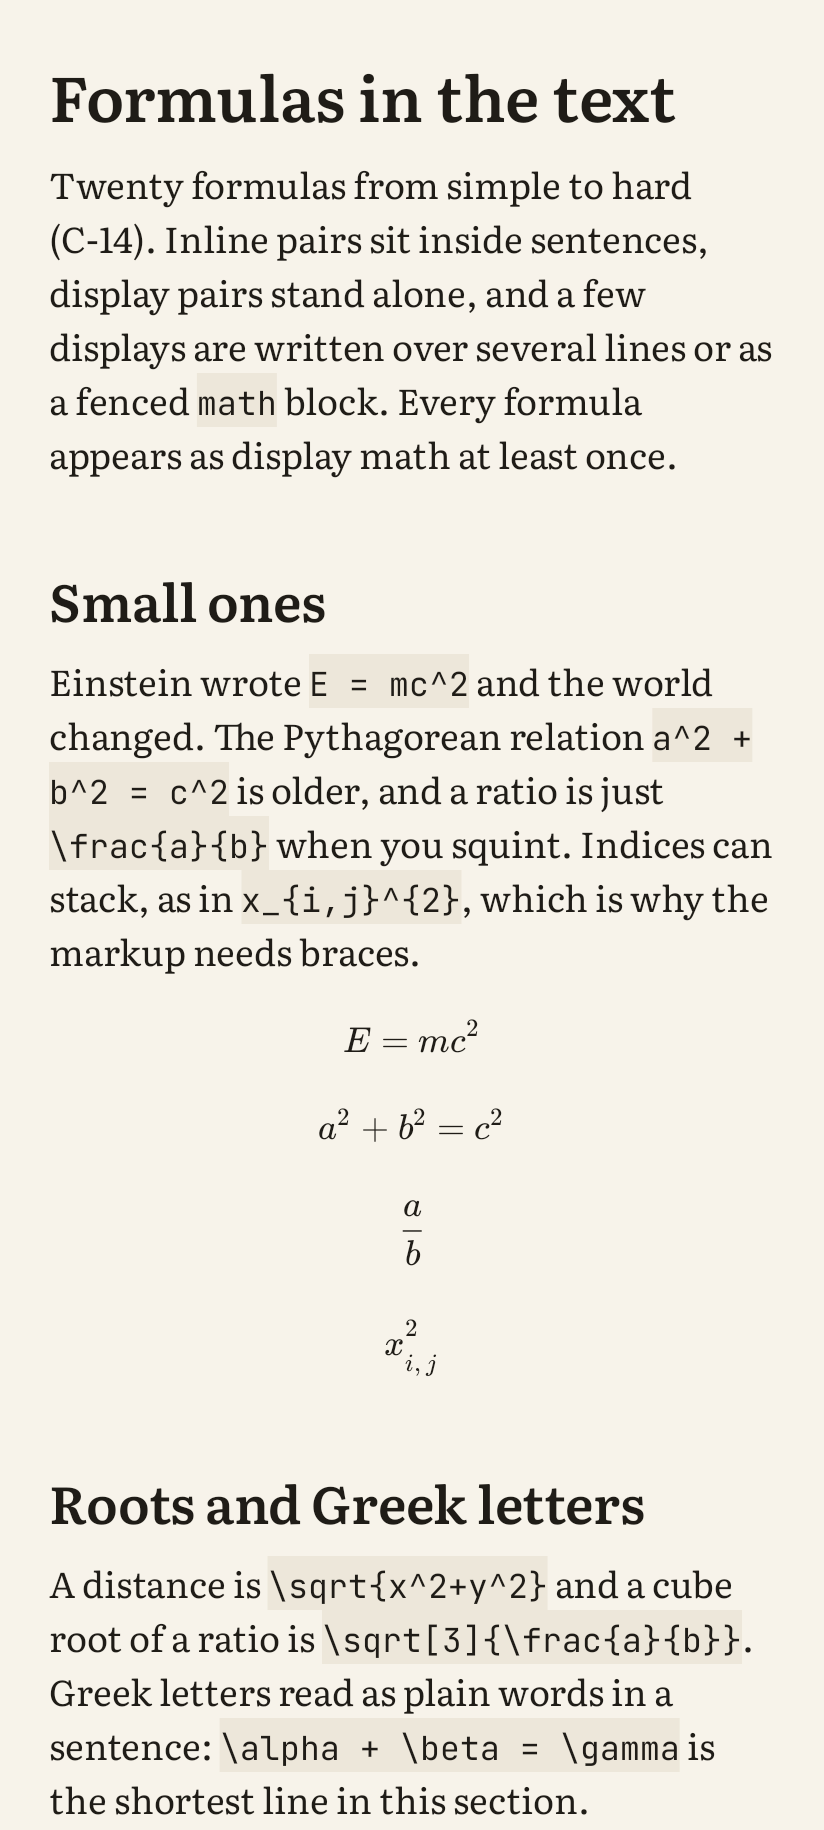 Formulas in the text
Twenty formulas from simple to hard
(C-14). Inline pairs sit inside sentences,
display pairs stand alone, and a few
displays are written over several lines or as
a fenced math block. Every formula
appears as display math at least once.
Small ones
Einstein wrote E = mc^2 and the world
changed. The Pythagorean relation a^2 +
b^2 = c^2 is older, and a ratio is just
\frac{a}{b} when you squint. Indices can
stack, as in x_{i,j}^{2}, which is why the
markup needs braces.
E = mc²
a² + b² = c²
a
b
x²_{i,j}
Roots and Greek letters
A distance is \sqrt{x^2+y^2} and a cube
root of a ratio is \sqrt[3]{\frac{a}{b}}.
Greek letters read as plain words in a
sentence: \alpha + \beta = \gamma is
the shortest line in this section.